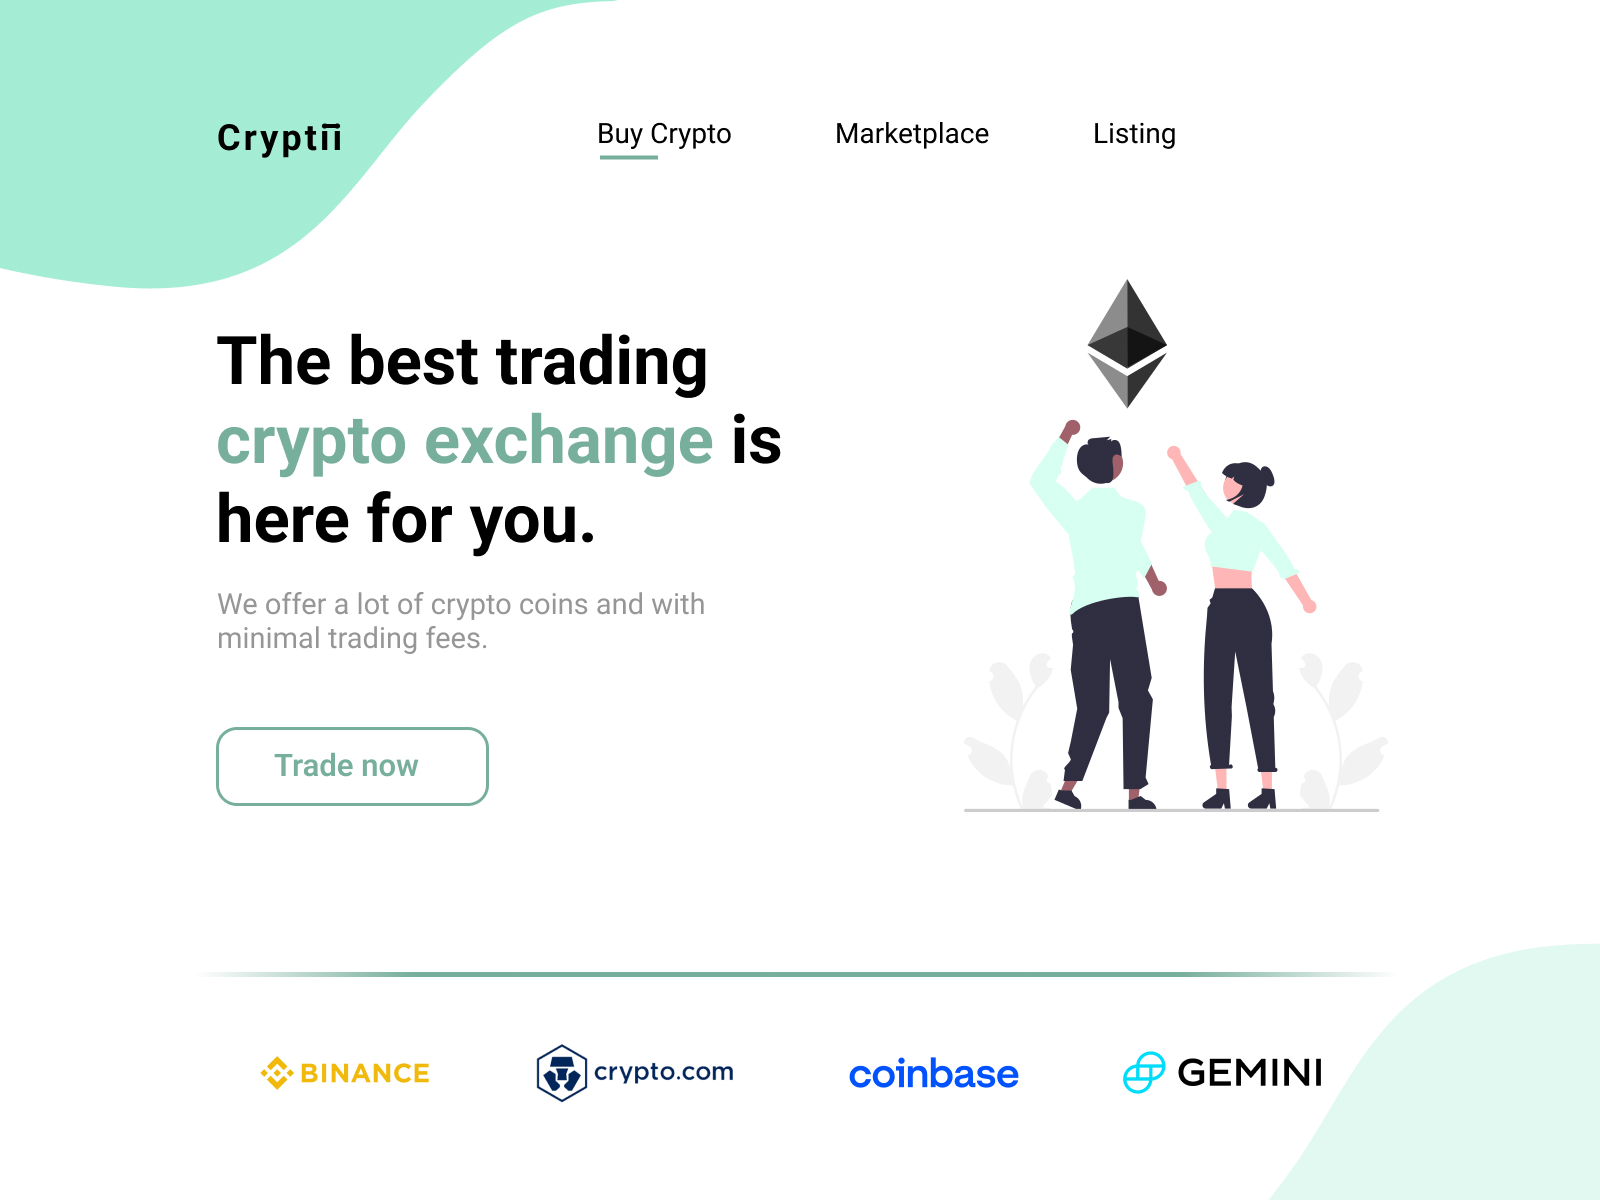 Cryptii
Buy Crypto
Marketplace
Listing
The best trading
crypto exchange is
here for you.
We offer a lot of crypto coins and with
minimal trading fees.
Trade now
BINANCE
crypto.com
coinbase
GEMINI